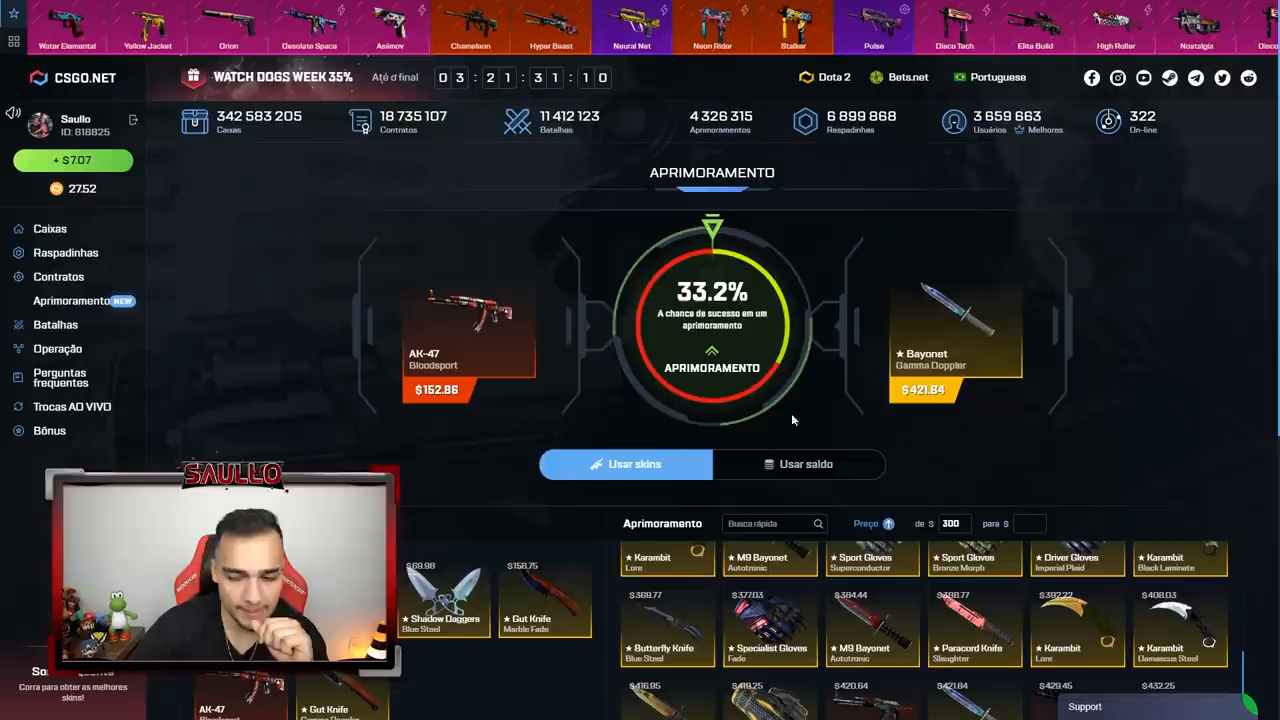 Water Elemental
Yellow Jacket
Orion
Desolate Space
Asiimov
Chameleon
Hyper Beast
Neural Net
Neon Rider
Stalker
Pulse
Disco Tech
Elite Build
High Roller
Nostalgia
Disco
CSGO.NET
WATCH DOGS WEEK 35%
Até o final
03:21:31:10
Dota 2
Bets.net
Portuguese
Saullo
ID: 818825
342 583 205
Caixas
18 735 107
Contratos
11 412 123
Batalhas
4 326 315
Aprimoramentos
6 899 868
Raspadinhas
3 659 663
Usuários
Melhores
322
On-line
+ $7.07
27.52
Caixas
Raspadinhas
Contratos
Aprimoramento NEW
Batalhas
Operação
Perguntas
frequentes
Trocas AO VIVO
Bônus
APRIMORAMENTO
33.2%
A chance de sucesso em um
aprimoramento
APRIMORAMENTO
AK-47
Bloodsport
$152.86
★ Bayonet
Gamma Doppler
$421.84
Usar skins
Usar saldo
Aprimoramento
Busca rápida
Preço
de $ 300
para $
★ Karambit
Lore
★ M9 Bayonet
Autotronic
★ Sport Gloves
Superconductor
★ Sport Gloves
Bronze Morph
★ Driver Gloves
Imperial Plaid
★ Karambit
Black Laminate
$69.98
★ Shadow Daggers
Blue Steel
$158.75
★ Gut Knife
Marble Fade
$369.77
★ Butterfly Knife
Blue Steel
$377.03
★ Specialist Gloves
Fade
$384.44
★ M9 Bayonet
Autotronic
$388.77
★ Paracord Knife
Slaughter
$392.22
★ Karambit
Lore
$408.03
★ Karambit
Damascus Steel
$416.95
$419.25
$420.64
$421.84
$429.45
$432.25
SAULLO
Corra para obter as melhores
skins!
AK-47
Bloodsport
★ Gut Knife
Support